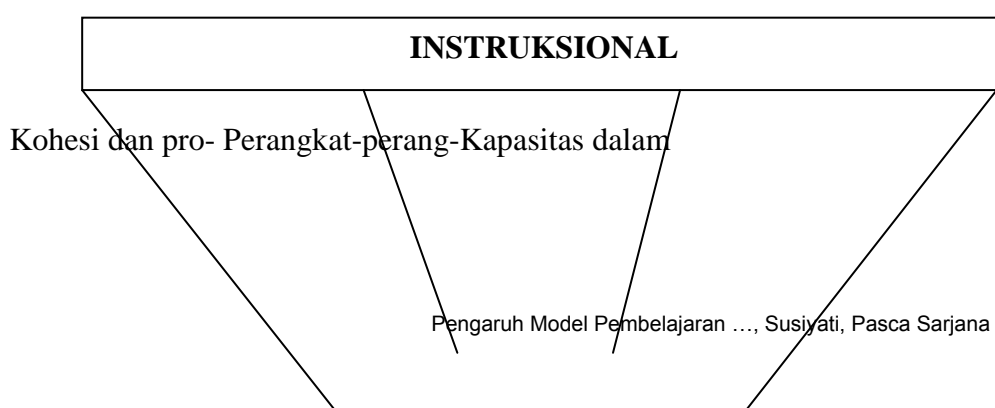 INSTRUKSIONAL
Kohesi dan pro- Perangkat-perang-Kapasitas dalam
Pengaruh Model Pembelajaran …, Susiyati, Pasca Sarjana